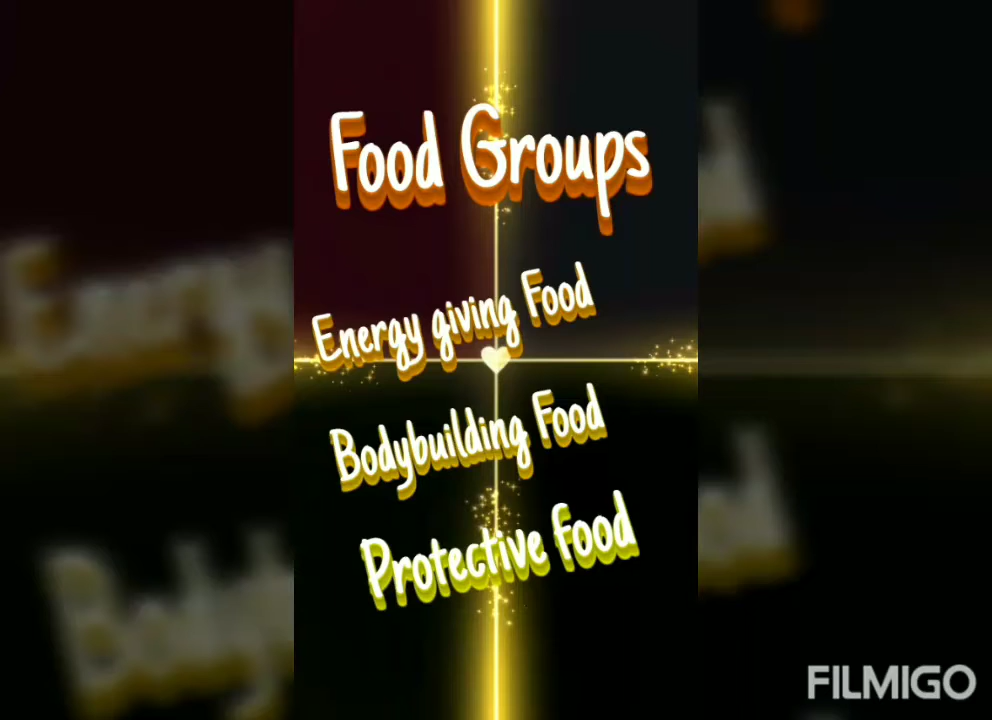 Food Groups
Energy giving Food
Bodybuilding Food
Protective food
FILMIGO